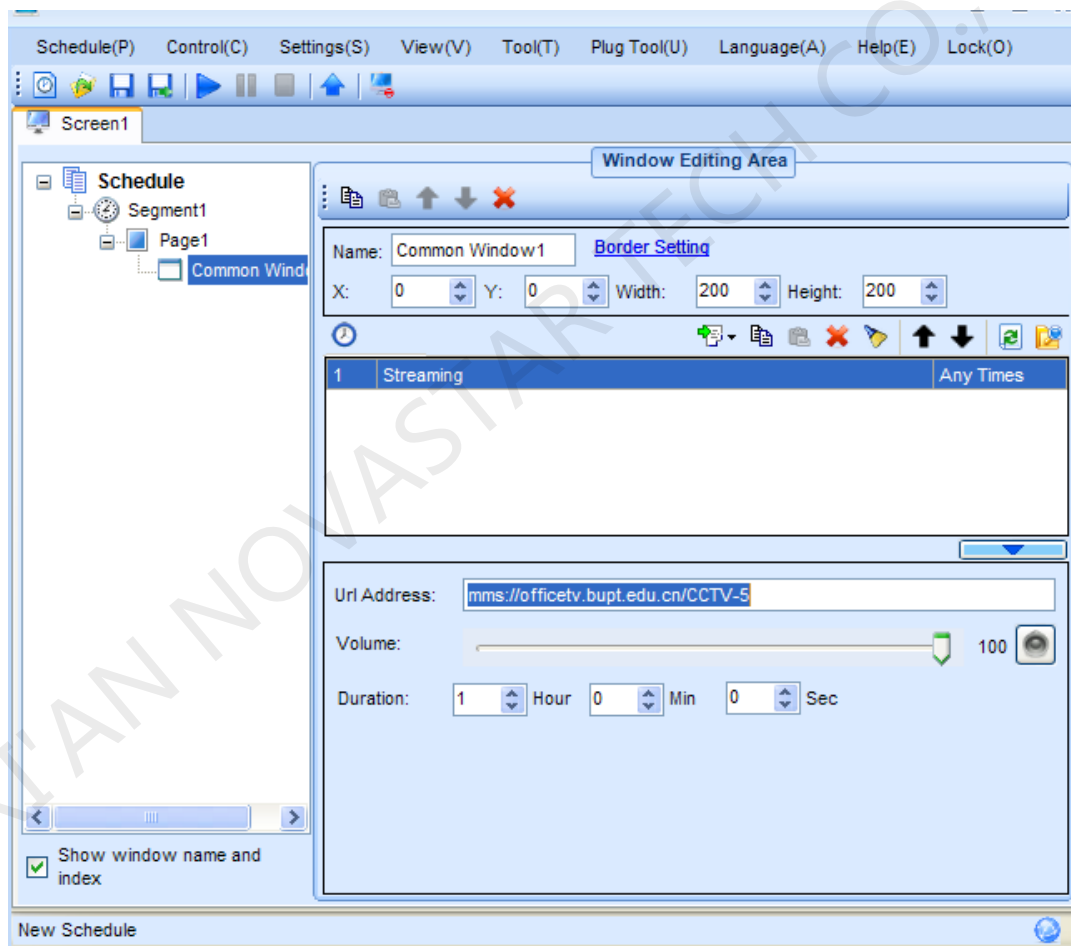 Schedule(P) Control(C) Settings(S) View(V) Tool(T) Plug Tool(U) Language(A) Help(E) Lock(O)
Screen1
Schedule
Segment1
Page1
Common Wind
Window Editing Area
Name: Common Window1 Border Setting
X: 0 Y: 0 Width: 200 Height: 200
1 Streaming Any Times
Url Address: mms://officetv.bupt.edu.cn/CCTV-5
Volume: 100
Duration: 1 Hour 0 Min 0 Sec
Show window name and
index
New Schedule
XI'AN NOVASTAR TECH CO.,